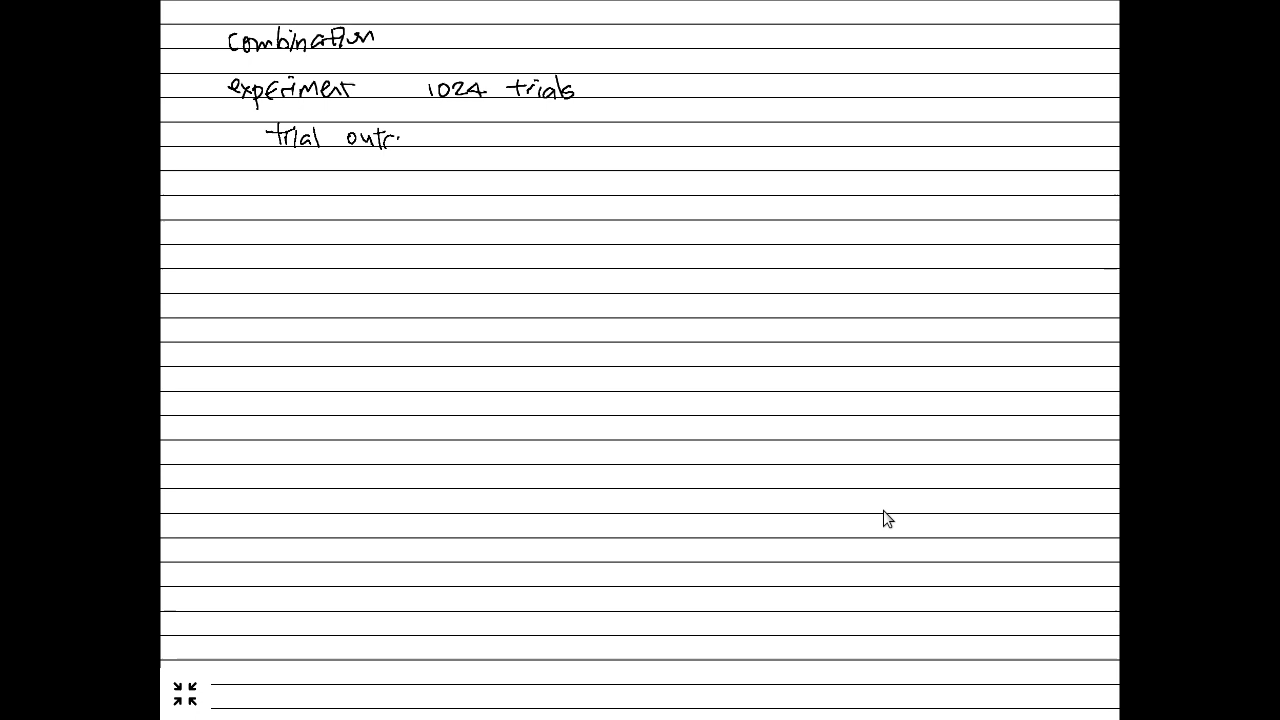 combination
experiment 1024 trials
trial outc.